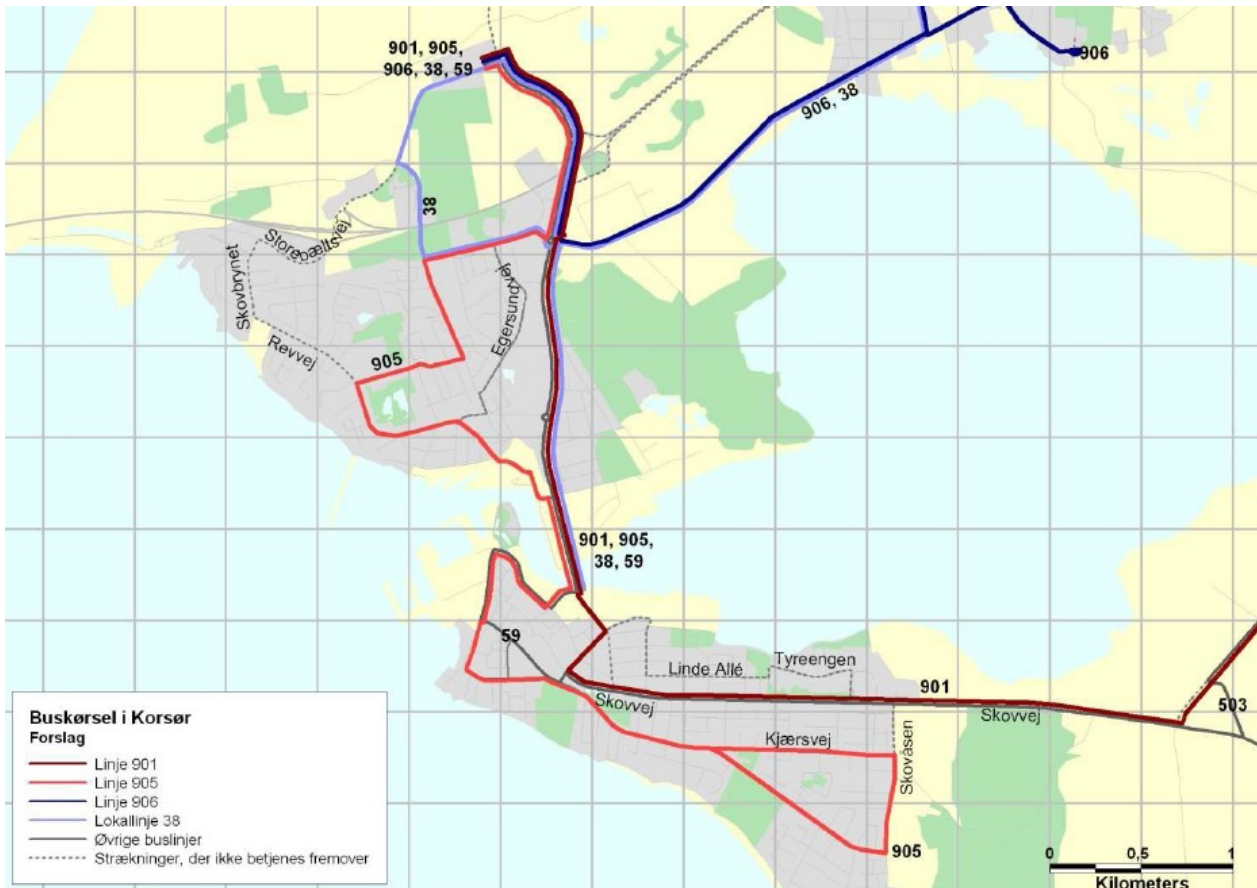 901, 905,
906, 38, 59
906
906, 38
38
Storebæltsvej
Skovbrynet
Egersundvej
Revvej
905
901, 905,
38, 59
59
Linde Allé
Tyreengen
901
Skovvej
Skovvej
503
Kjærsvej
Skovåsen
905
Buskørsel i Korsør
Forslag
Linje 901
Linje 905
Linje 906
Lokallinje 38
Øvrige buslinjer
Strækninger, der ikke betjenes fremover
0 0,5 1
Kilometers